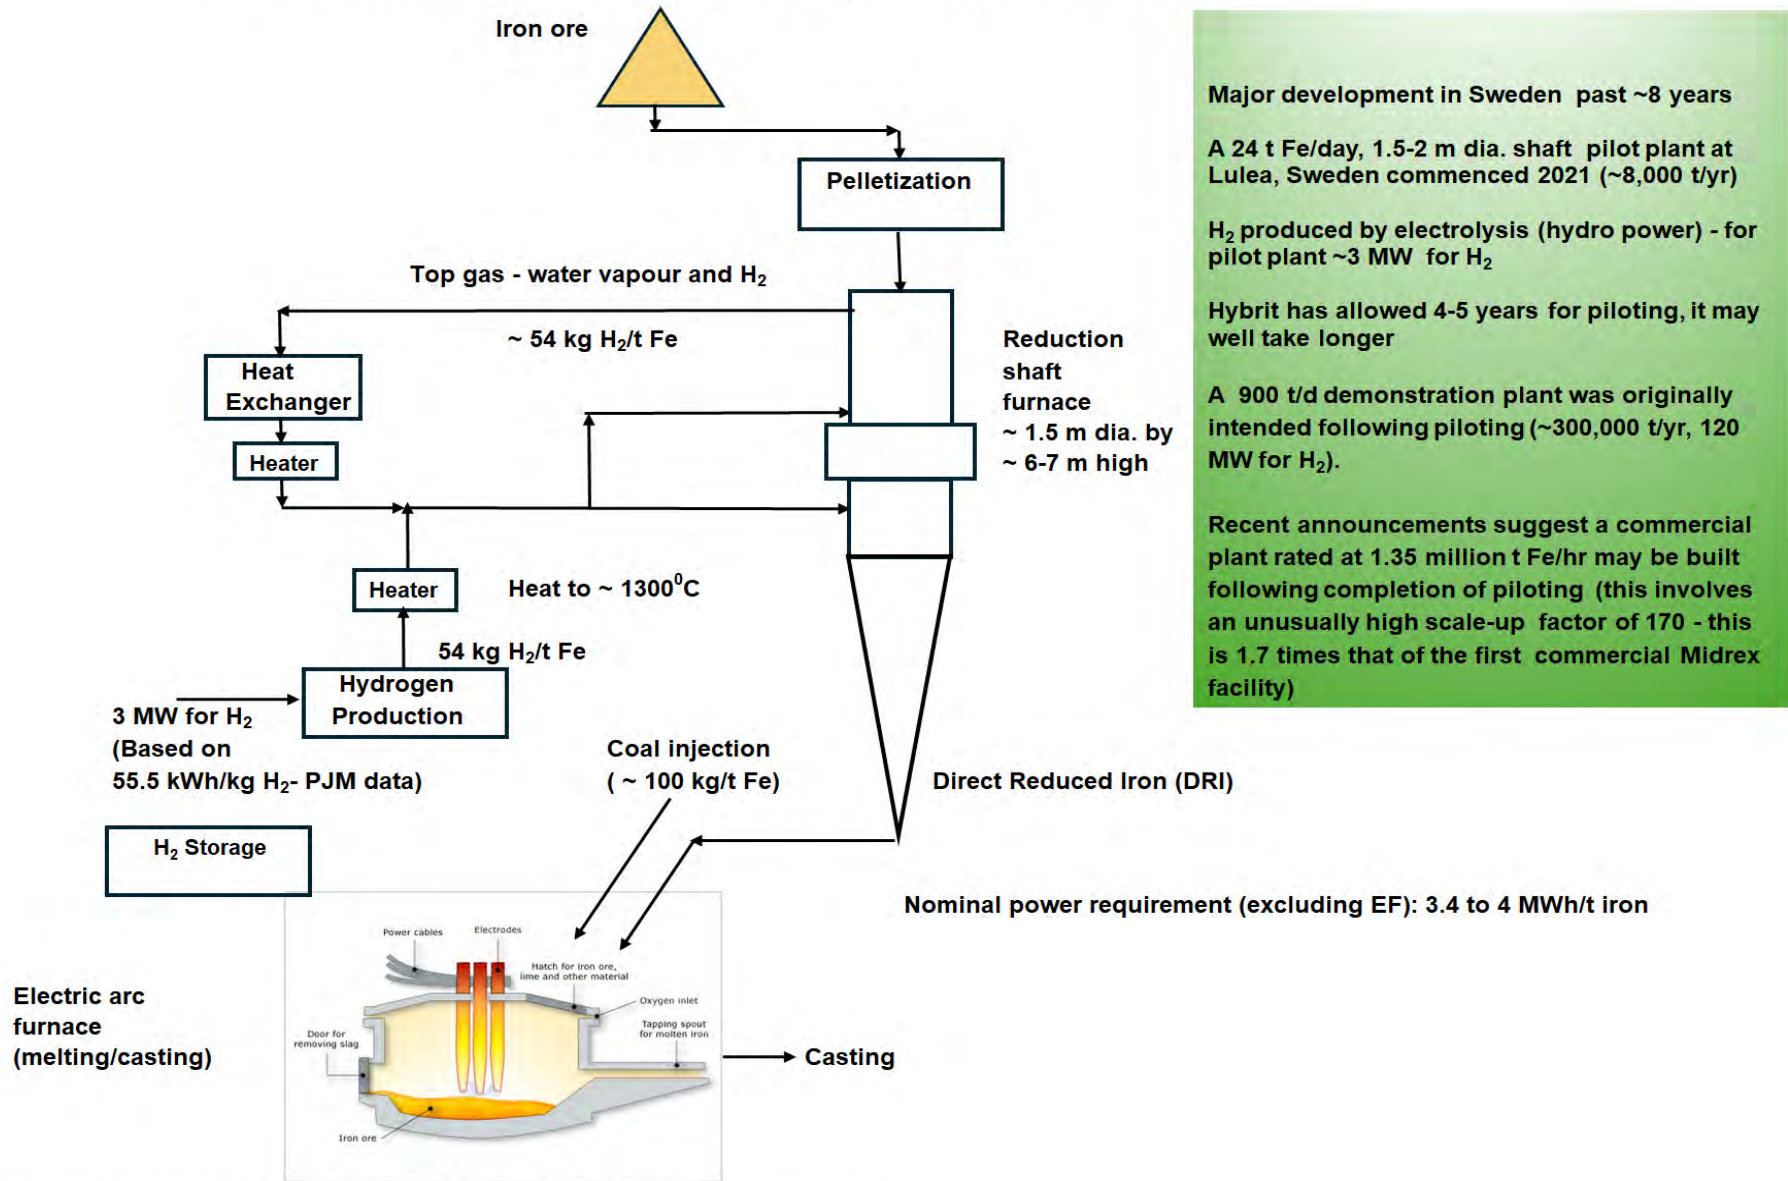 Iron ore
Pelletization
Top gas - water vapour and H₂
~ 54 kg H₂/t Fe
Heat
Exchanger
Heater
Reduction
shaft
furnace
~ 1.5 m dia. by
~ 6-7 m high
Heater
Heat to ~ 1300⁰C
54 kg H₂/t Fe
Hydrogen
Production
3 MW for H₂
(Based on
55.5 kWh/kg H₂- PJM data)
Coal injection
( ~ 100 kg/t Fe)
Direct Reduced Iron (DRI)
H₂ Storage
Nominal power requirement (excluding EF): 3.4 to 4 MWh/t iron
Electric arc
furnace
(melting/casting)
Power cables
Electrodes
Hatch for iron ore,
lime and other material
Oxygen inlet
Tapping spout
for molten iron
Door for
removing slag
Iron ore
Casting
Major development in Sweden past ~8 years
A 24 t Fe/day, 1.5-2 m dia. shaft pilot plant at
Lulea, Sweden commenced 2021 (~8,000 t/yr)
H₂ produced by electrolysis (hydro power) - for
pilot plant ~3 MW for H₂
Hybrit has allowed 4-5 years for piloting, it may
well take longer
A 900 t/d demonstration plant was originally
intended following piloting (~300,000 t/yr, 120
MW for H₂).
Recent announcements suggest a commercial
plant rated at 1.35 million t Fe/hr may be built
following completion of piloting (this involves
an unusually high scale-up factor of 170 - this
is 1.7 times that of the first commercial Midrex
facility)